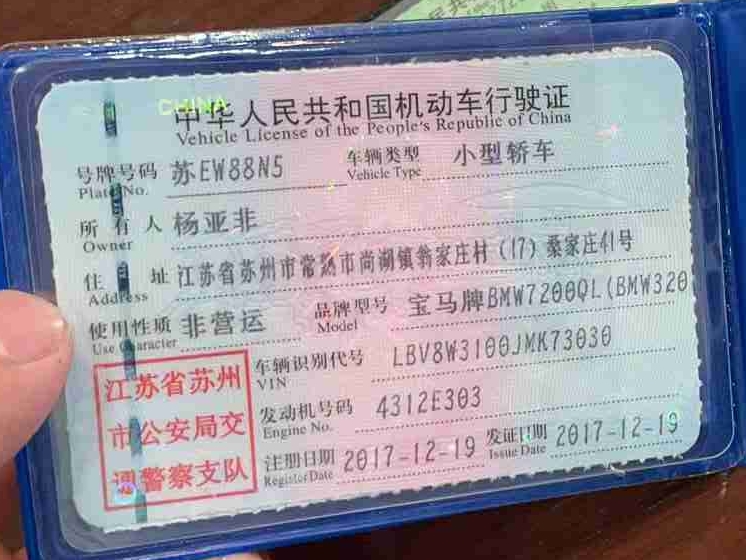 CHINA
中华人民共和国机动车行驶证
Vehicle License of the People's Republic of China
号牌号码 苏EW88N5 车辆类型 小型轿车
Plate No. Vehicle Type
所有人 杨亚非
Owner
住址 江苏省苏州市常熟市尚湖镇翁家庄村(17)桑家庄41号
Address
使用性质 非营运 品牌型号 宝马牌BMW7200QL(BMW320
Use Character Model
江苏省苏州 车辆识别代号 LBV8W3100JMK73030
VIN
市公安局交 发动机号码 4312E303
Engine No.
通警察支队 注册日期 2017-12-19 发证日期 2017-12-19
Register Date Issue Date